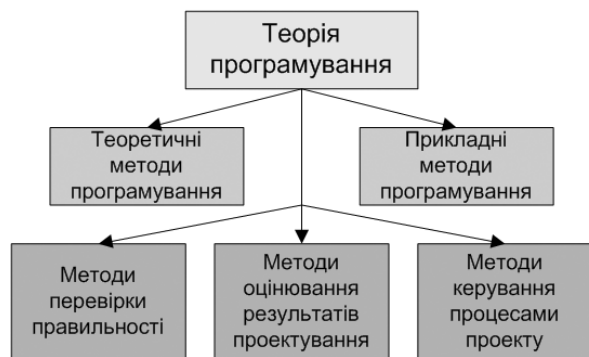 Теорія
програмування
Теоретичні
методи
програмування
Прикладні
методи
програмування
Методи
перевірки
правильності
Методи
оцінювання
результатів
проектування
Методи
керування
процесами
проекту